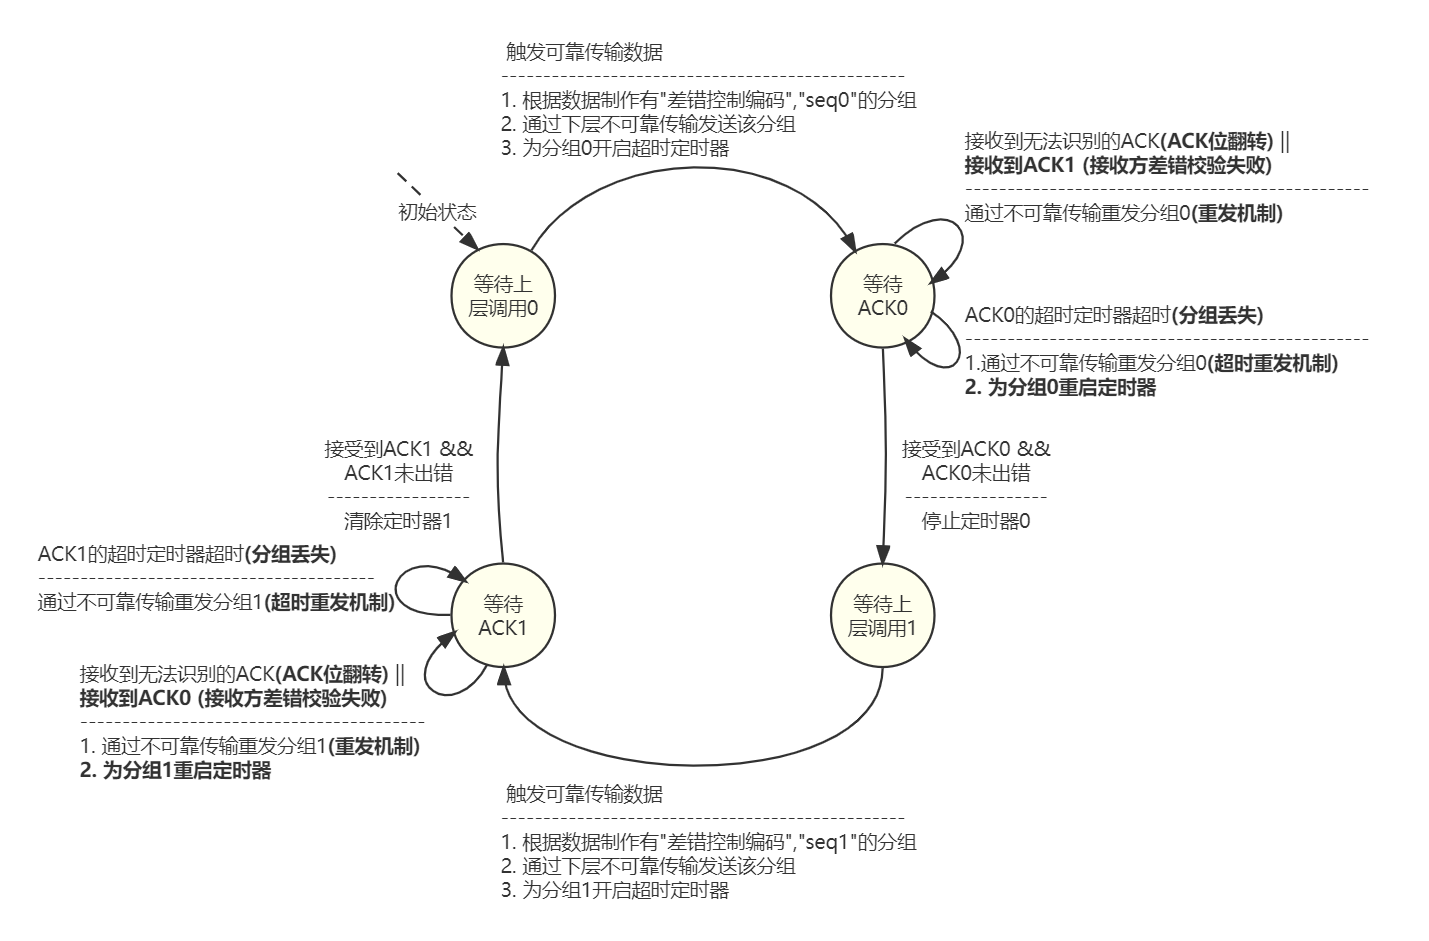 触发可靠传输数据
-----------------------------------------------
1. 根据数据制作有"差错控制编码","seq0"的分组
2. 通过下层不可靠传输发送该分组
3. 为分组0开启超时定时器
接收到无法识别的ACK(ACK位翻转) ||
接收到ACK1 (接收方差错校验失败)
-----------------------------------------------
通过不可靠传输重发分组0(重发机制)
初始状态
等待上
层调用0
等待
ACK0
ACK0的超时定时器超时(分组丢失)
-----------------------------------------------
1.通过不可靠传输重发分组0(超时重发机制)
2. 为分组0重启定时器
接受到ACK1 &&
ACK1未出错
-----------------
清除定时器1
接受到ACK0 &&
ACK0未出错
-----------------
停止定时器0
ACK1的超时定时器超时(分组丢失)
---------------------------------------
通过不可靠传输重发分组1(超时重发机制)
等待
ACK1
等待上
层调用1
接收到无法识别的ACK(ACK位翻转) ||
接收到ACK0 (接收方差错校验失败)
----------------------------------------
1. 通过不可靠传输重发分组1(重发机制)
2. 为分组1重启定时器
触发可靠传输数据
-----------------------------------------------
1. 根据数据制作有"差错控制编码","seq1"的分组
2. 通过下层不可靠传输发送该分组
3. 为分组1开启超时定时器